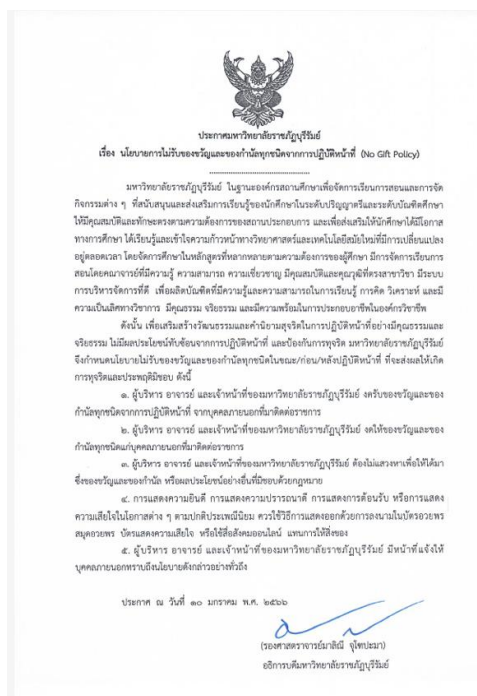 ประกาศมหาวิทยาลัยราชภัฏบุรีรัมย์
เรื่อง นโยบายการไม่รับของขวัญและของกำนัลทุกชนิดจากการปฏิบัติหน้าที่ (No Gift Policy)
มหาวิทยาลัยราชภัฏบุรีรัมย์ ในฐานะองค์กรสถานศึกษาเพื่อจัดการเรียนการสอนและการจัด
กิจกรรมต่าง ๆ ที่สนับสนุนและส่งเสริมการเรียนรู้ของนักศึกษาในระดับปริญญาตรีและระดับบัณฑิตศึกษา
ให้มีคุณสมบัติและทักษะตรงตามความต้องการของสถานประกอบการ และเพื่อส่งเสริมให้นักศึกษาได้มีโอกาส
ทางการศึกษา ได้เรียนรู้และเข้าใจความก้าวหน้าทางวิทยาศาสตร์และเทคโนโลยีสมัยใหม่ที่มีการเปลี่ยนแปลง
อยู่ตลอดเวลา โดยจัดการศึกษาในหลักสูตรที่หลากหลายตามความต้องการของผู้ศึกษา มีการจัดการเรียนการ
สอนโดยคณาจารย์ที่มีความรู้ ความสามารถ ความเชี่ยวชาญ มีคุณสมบัติและคุณวุฒิที่ตรงสาขาวิชา มีระบบ
การบริหารจัดการที่ดี เพื่อผลิตบัณฑิตที่มีความรู้และความสามารถในการเรียนรู้ การคิด วิเคราะห์ และมี
ความเป็นเลิศทางวิชาการ มีคุณธรรม จริยธรรม และมีความพร้อมในการประกอบอาชีพในองค์กรวิชาชีพ
ดังนั้น เพื่อเสริมสร้างวัฒนธรรมและค่านิยมสุจริตในการปฏิบัติหน้าที่อย่างมีคุณธรรมและ
จริยธรรม ไม่มีผลประโยชน์ทับซ้อนจากการปฏิบัติหน้าที่ และป้องกันการทุจริต มหาวิทยาลัยราชภัฏบุรีรัมย์
จึงกำหนดนโยบายไม่รับของขวัญและของกำนัลทุกชนิดในขณะ/ก่อน/หลังปฏิบัติหน้าที่ ที่จะส่งผลให้เกิด
การทุจริตและประพฤติมิชอบ ดังนี้
๑. ผู้บริหาร อาจารย์ และเจ้าหน้าที่ของมหาวิทยาลัยราชภัฏบุรีรัมย์ งดรับของขวัญและของ
กำนัลทุกชนิดจากการปฏิบัติหน้าที่ จากบุคคลภายนอกที่มาติดต่อราชการ
๒. ผู้บริหาร อาจารย์ และเจ้าหน้าที่ของมหาวิทยาลัยราชภัฏบุรีรัมย์ งดให้ของขวัญและของ
กำนัลทุกชนิดแก่บุคคลภายนอกที่มาติดต่อราชการ
๓. ผู้บริหาร อาจารย์ และเจ้าหน้าที่ของมหาวิทยาลัยราชภัฏบุรีรัมย์ ต้องไม่แสวงหาเพื่อให้ได้มา
ซึ่งของขวัญและของกำนัล หรือผลประโยชน์อย่างอื่นที่มิชอบด้วยกฎหมาย
๔. การแสดงความยินดี การแสดงความปรารถนาดี การแสดงการต้อนรับ หรือการแสดง
ความเสียใจในโอกาสต่าง ๆ ตามปกติประเพณีนิยม ควรใช้วิธีการแสดงออกด้วยการลงนามในบัตรอวยพร
สมุดอวยพร บัตรแสดงความเสียใจ หรือใช้สื่อสังคมออนไลน์ แทนการให้สิ่งของ
๕. ผู้บริหาร อาจารย์ และเจ้าหน้าที่ของมหาวิทยาลัยราชภัฏบุรีรัมย์ มีหน้าที่แจ้งให้
บุคคลภายนอกทราบถึงนโยบายดังกล่าวอย่างทั่วถึง
ประกาศ ณ วันที่ ๑๐ มกราคม พ.ศ. ๒๕๖๖
(รองศาสตราจารย์มาลิณี จุโฑปะมา)
อธิการบดีมหาวิทยาลัยราชภัฏบุรีรัมย์